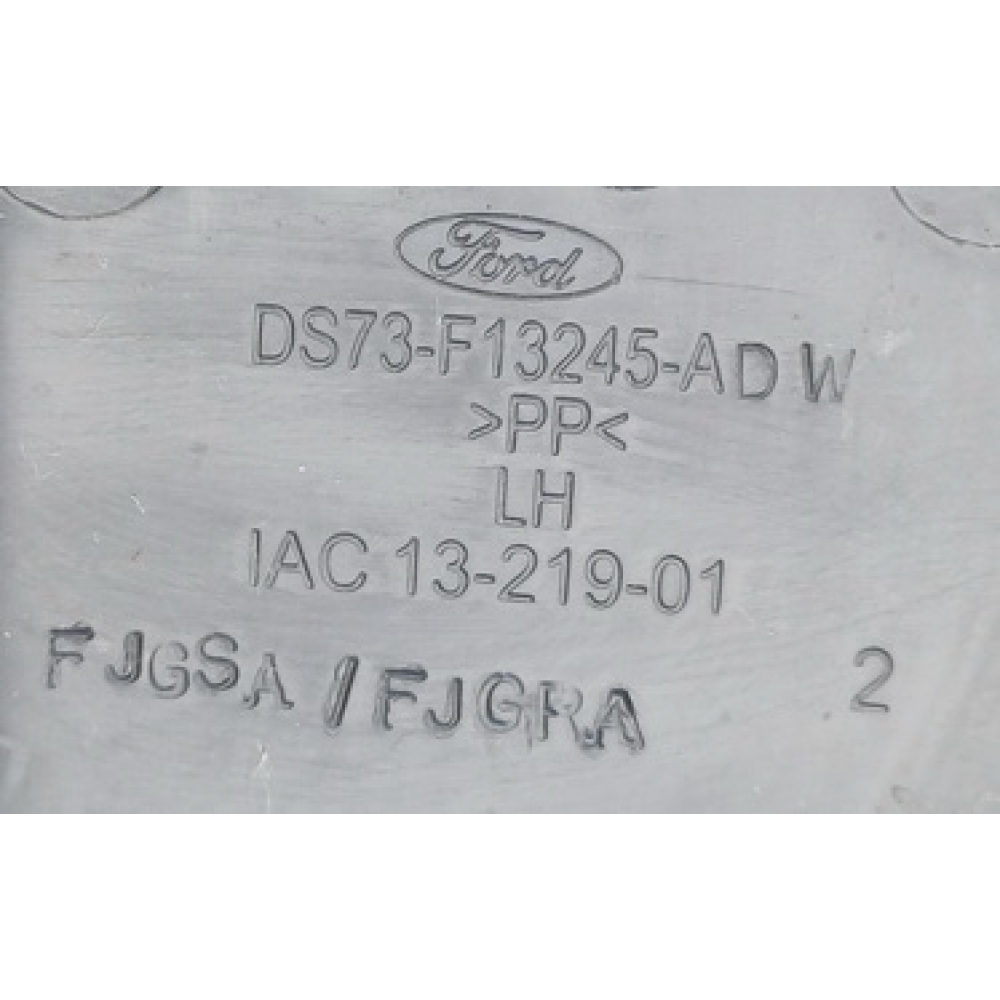 Ford
DS73-F13245-AD W
>PP<
LH
IAC 13-219-01
FJGSA / FJGRA 2